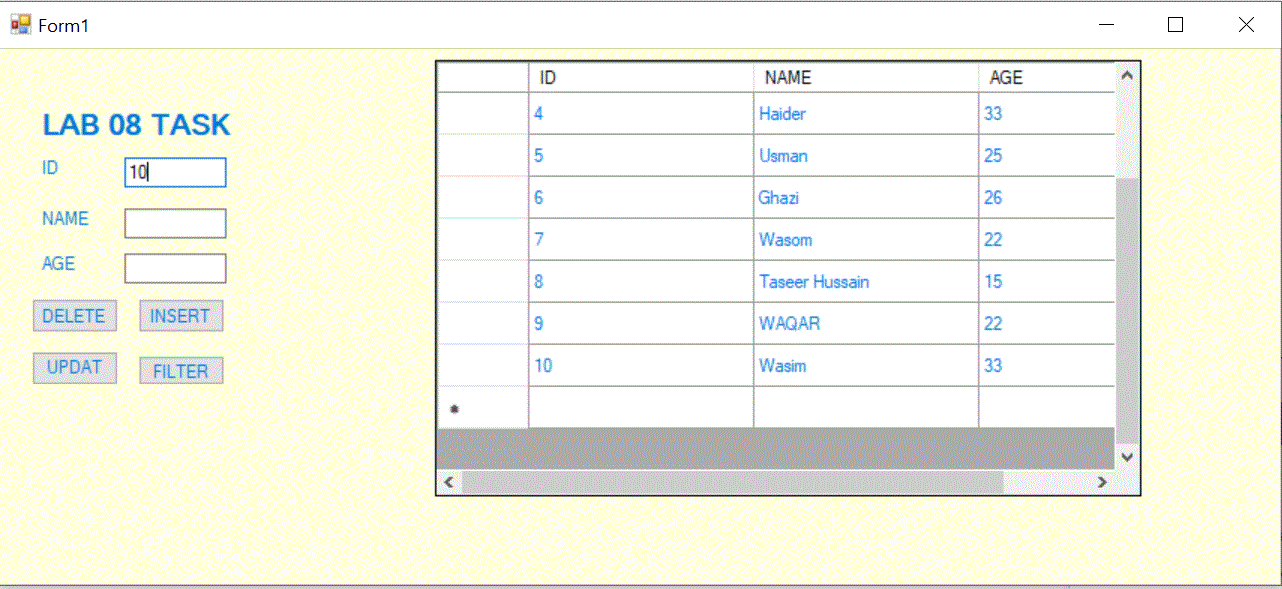 Form1
LAB 08 TASK
ID 10
NAME
AGE
DELETE INSERT
UPDAT FILTER
ID NAME AGE
4 Haider 33
5 Usman 25
6 Ghazi 26
7 Wasom 22
8 Taseer Hussain 15
9 WAQAR 22
10 Wasim 33
*